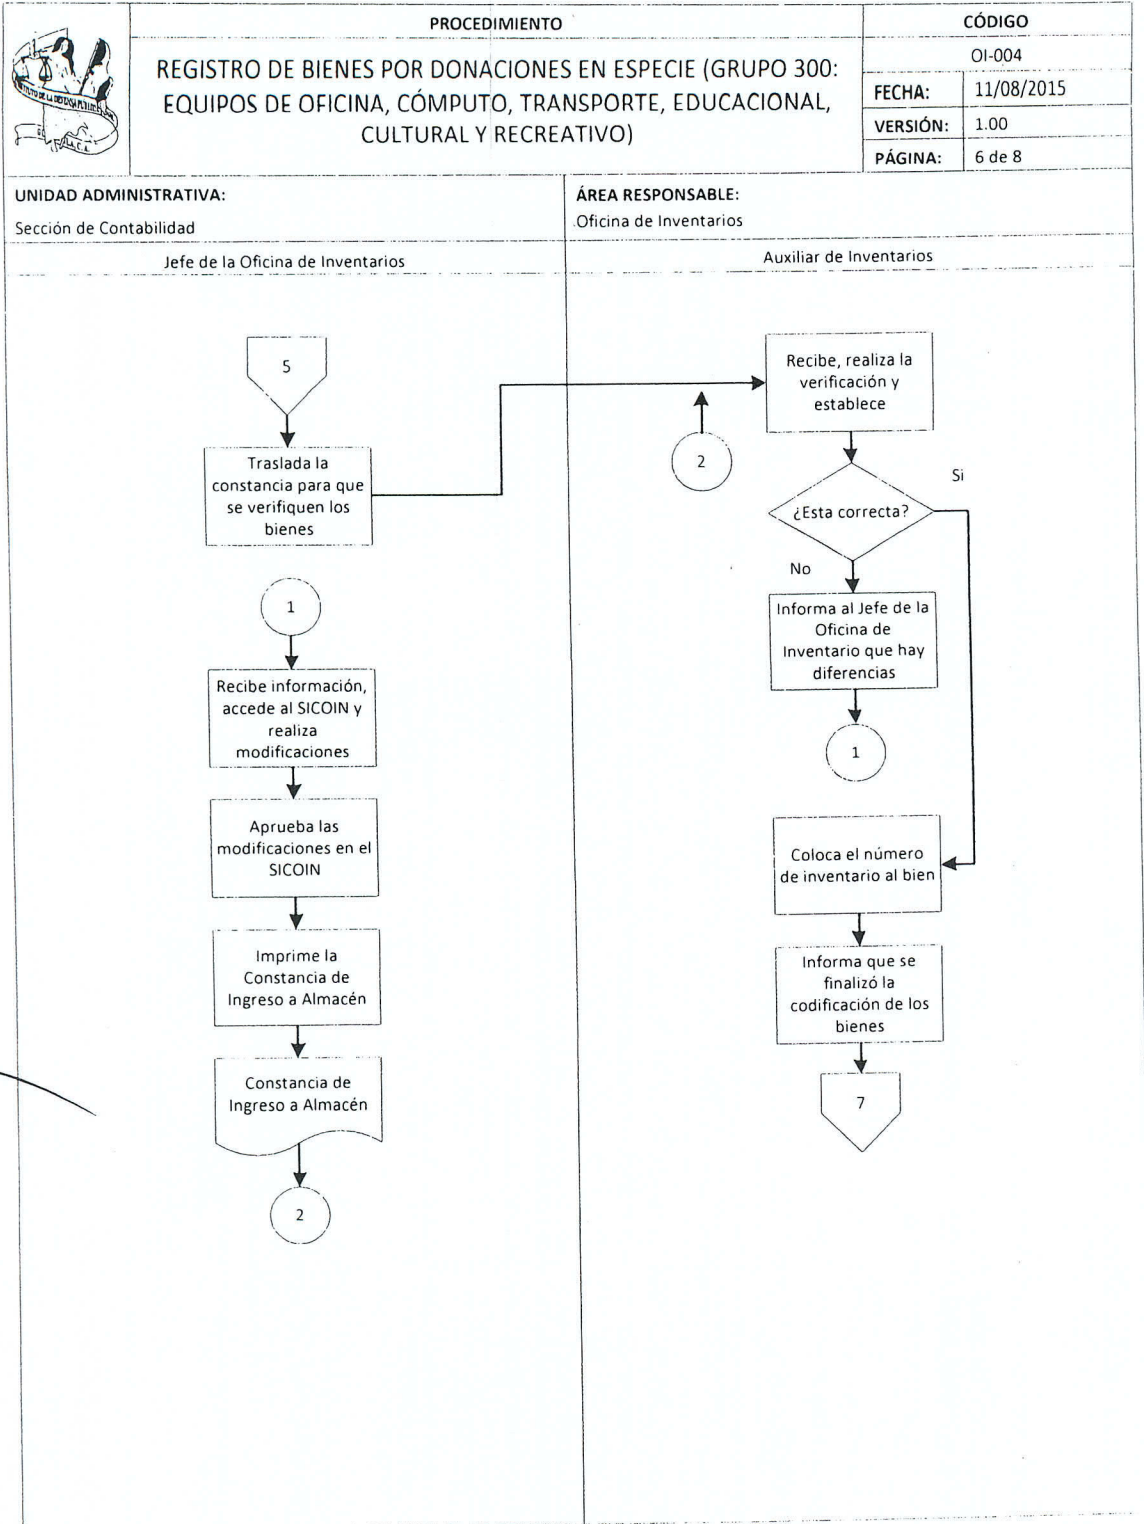 PROCEDIMIENTO
REGISTRO DE BIENES POR DONACIONES EN ESPECIE (GRUPO 300:
EQUIPOS DE OFICINA, CÓMPUTO, TRANSPORTE, EDUCACIONAL,
CULTURAL Y RECREATIVO)
CÓDIGO
OI-004
FECHA: 11/08/2015
VERSIÓN: 1.00
PÁGINA: 6 de 8
UNIDAD ADMINISTRATIVA:
Sección de Contabilidad
ÁREA RESPONSABLE:
Oficina de Inventarios
Jefe de la Oficina de Inventarios
Auxiliar de Inventarios
5
Traslada la
constancia para que
se verifiquen los
bienes
1
Recibe información,
accede al SICOIN y
realiza
modificaciones
Aprueba las
modificaciones en el
SICOIN
Imprime la
Constancia de
Ingreso a Almacén
Constancia de
Ingreso a Almacén
2
Recibe, realiza la
verificación y
establece
2
Si
¿Esta correcta?
No
Informa al Jefe de la
Oficina de
Inventario que hay
diferencias
1
Coloca el número
de inventario al bien
Informa que se
finalizó la
codificación de los
bienes
7